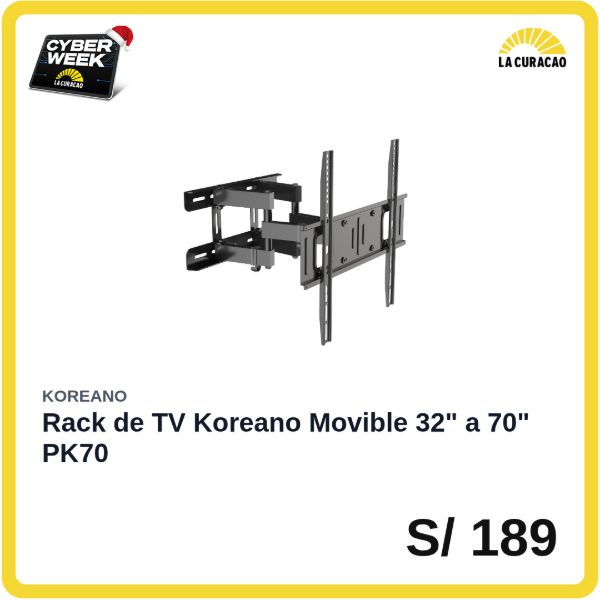 CYBER
WEEK
LA CURACAO
LA CURACAO
KOREANO
Rack de TV Koreano Movible 32" a 70"
PK70
S/ 189